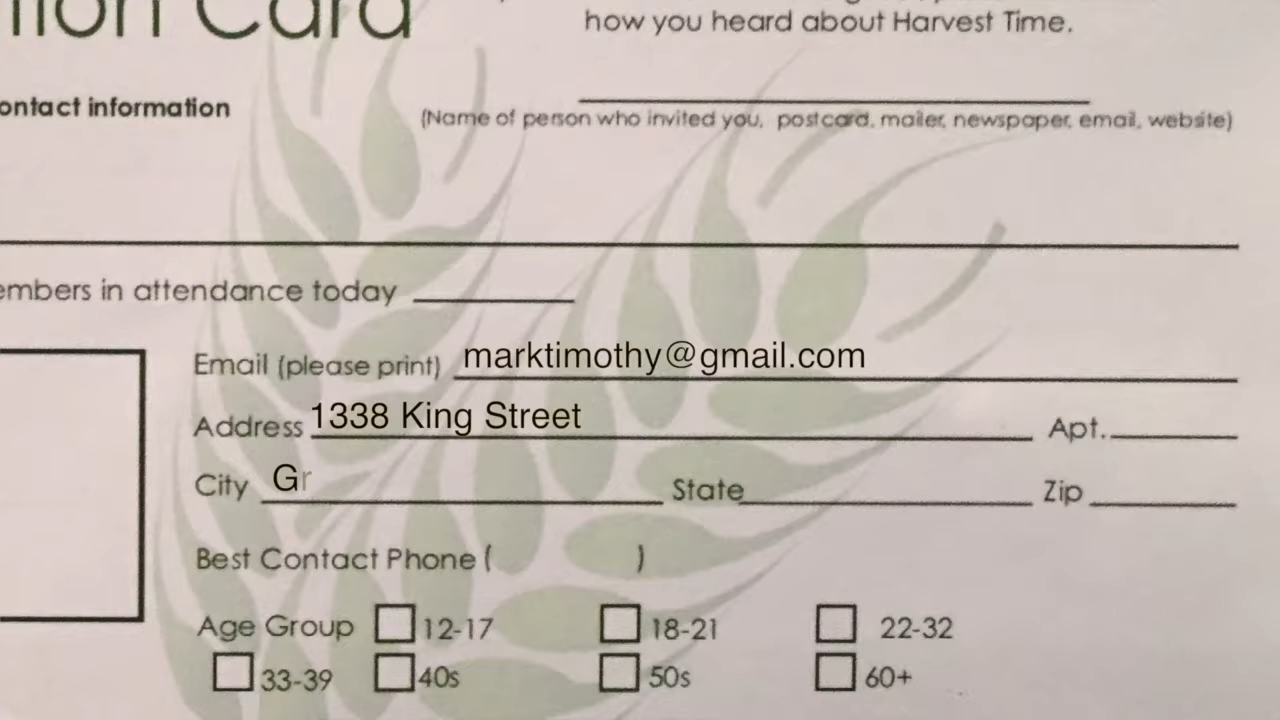 tion Card
how you heard about Harvest Time.
ontact information
(Name of person who invited you, postcard, mailer, newspaper, email, website)
embers in attendance today
Email (please print) marktimothy@gmail.com
Address 1338 King Street Apt.
City Gr State Zip
Best Contact Phone ( )
Age Group 12-17 18-21 22-32
33-39 40s 50s 60+